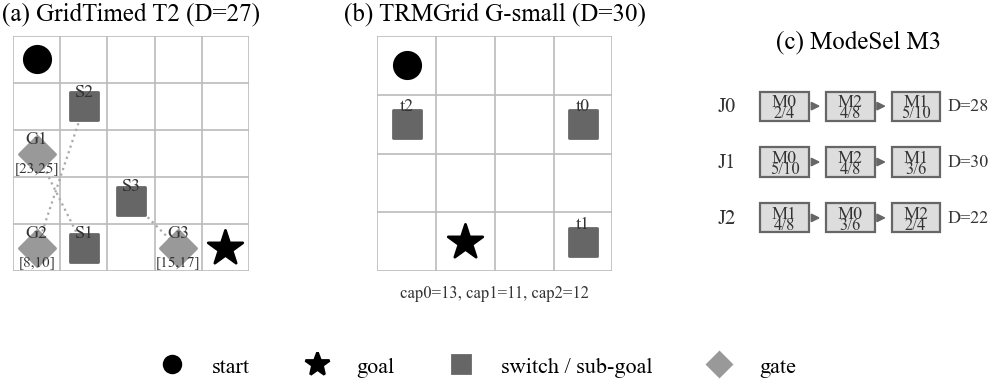 (a) GridTimed T2 (D=27)
S2
G1
[23,25]
S3
G2
S1
G3
[8,10]
[15,17]
(b) TRMGrid G-small (D=30)
t2
t0
t1
cap0=13, cap1=11, cap2=12
(c) ModeSel M3
J0 M0 2/4 M2 4/8 M1 5/10 D=28
J1 M0 5/10 M2 4/8 M1 3/6 D=30
J2 M1 4/8 M0 3/6 M2 2/4 D=22
start goal switch / sub-goal gate